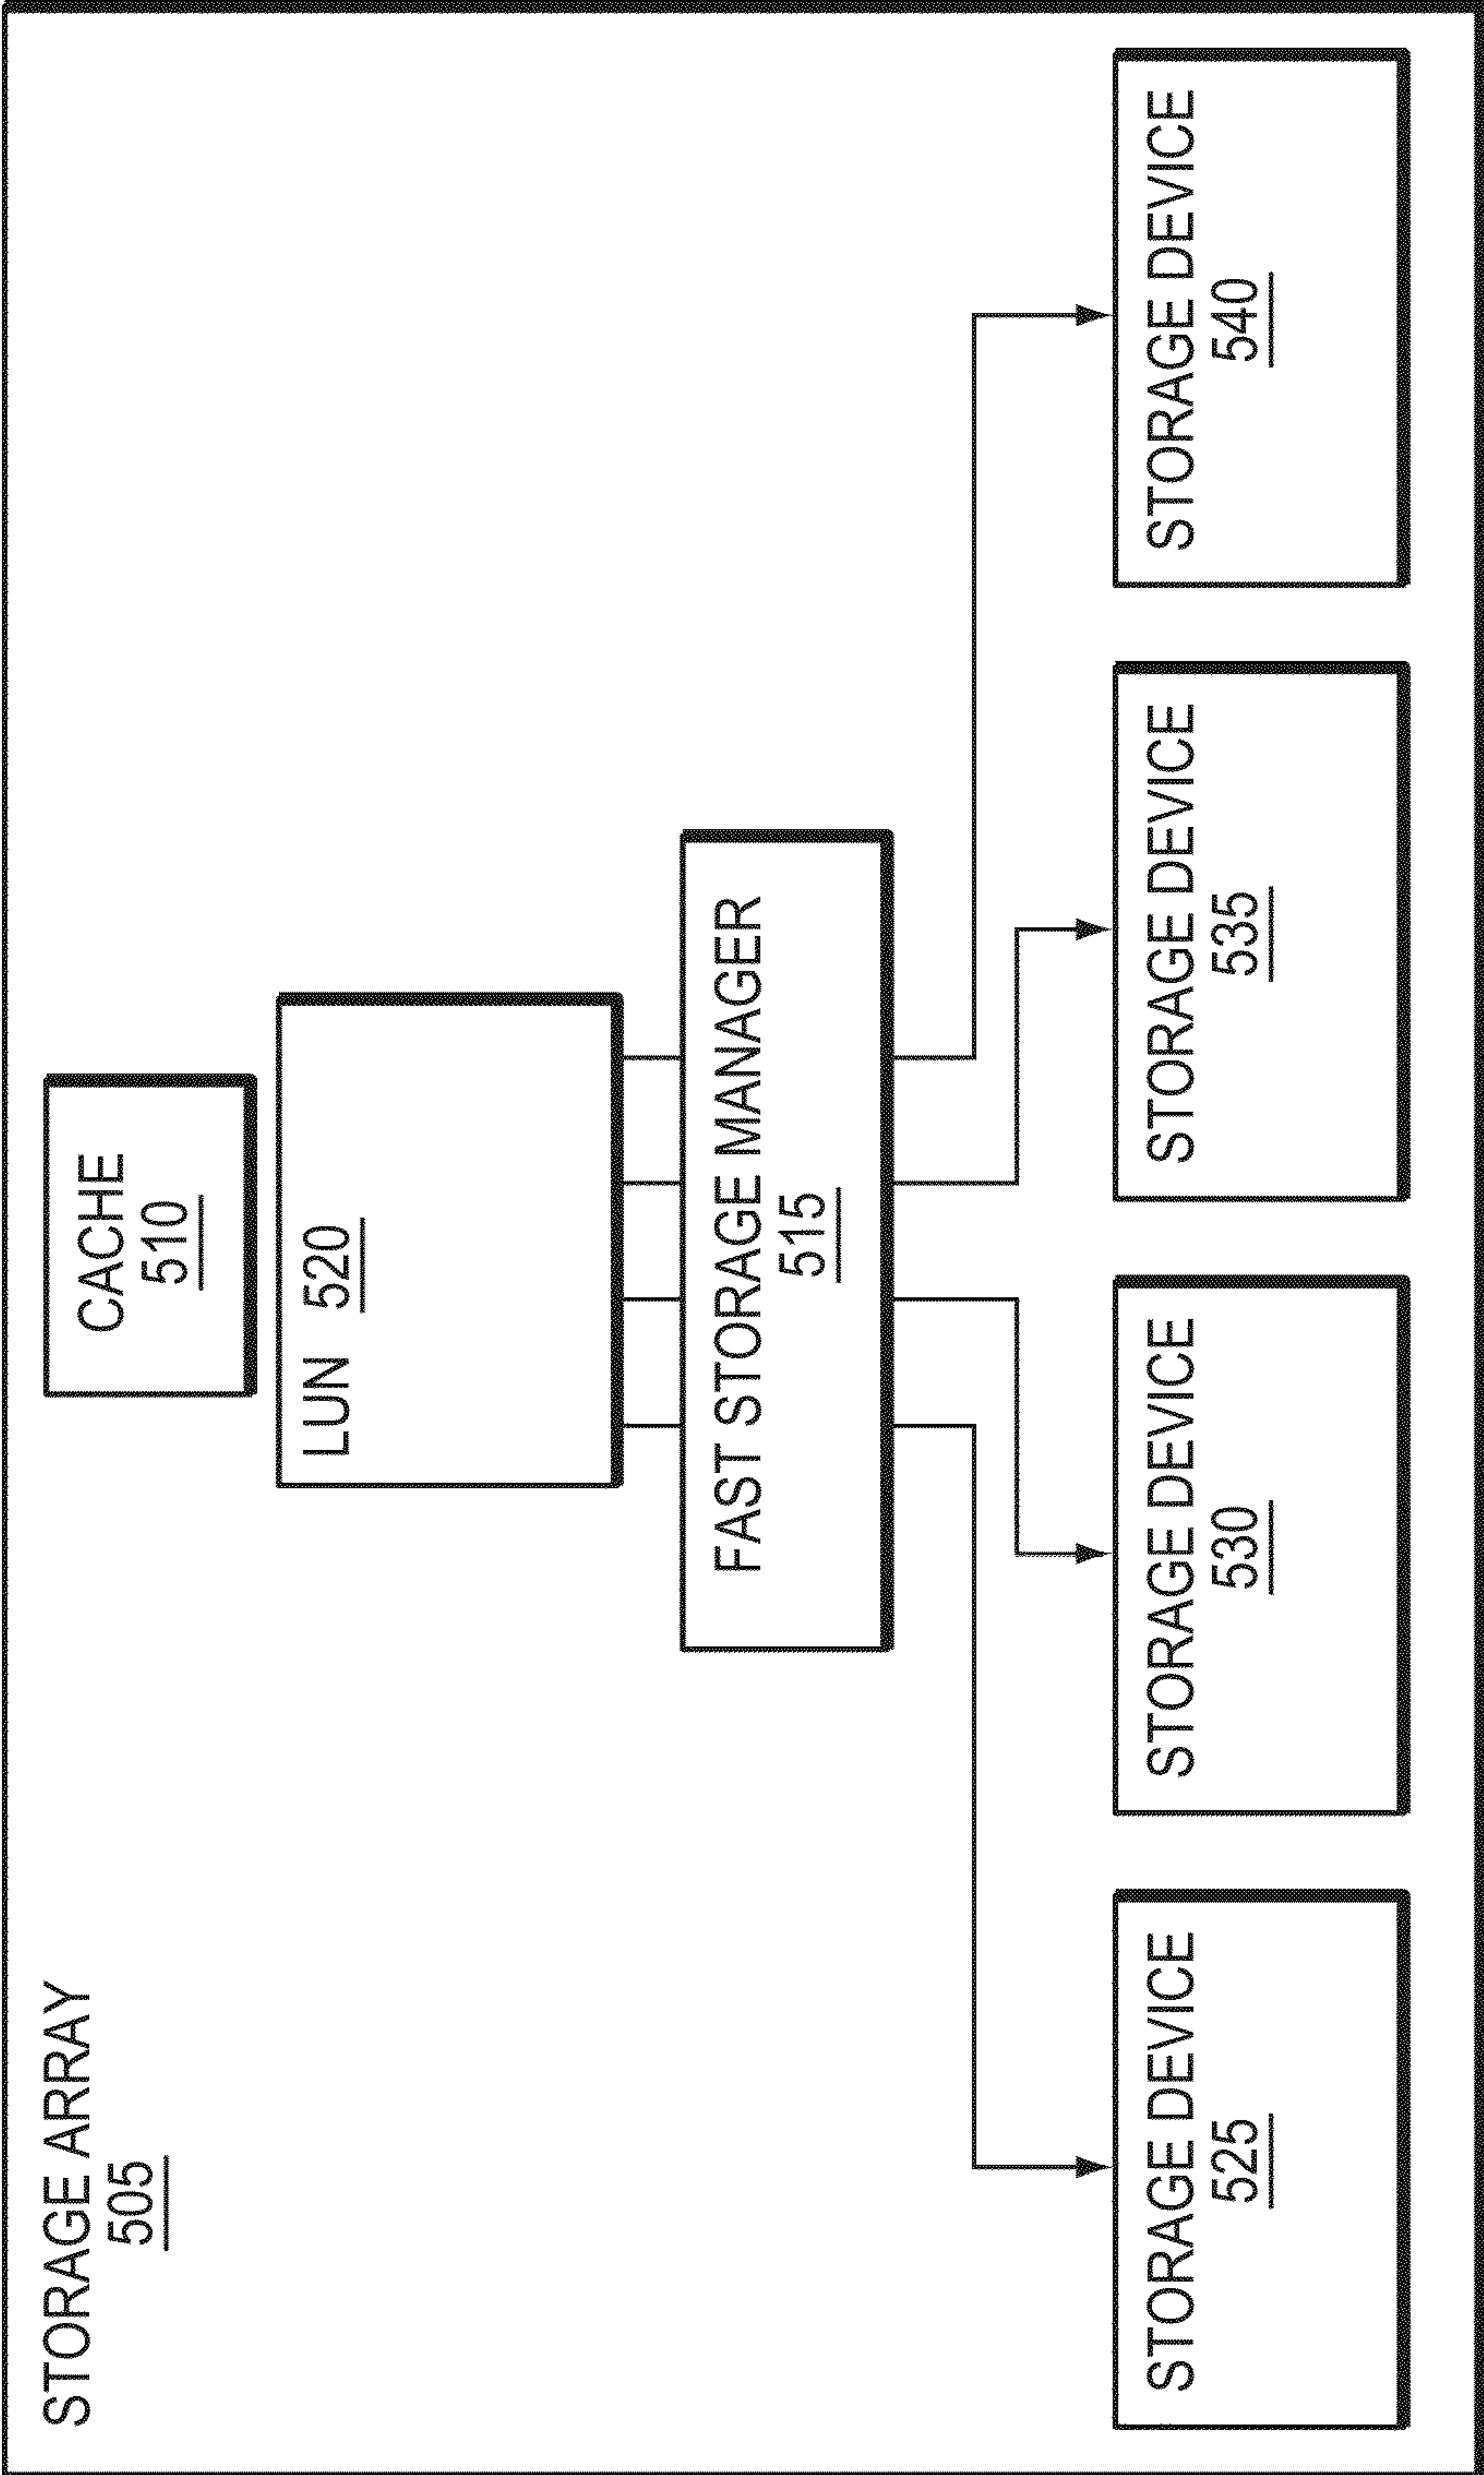 STORAGE ARRAY
505
CACHE
510
LUN 520
FAST STORAGE MANAGER
515
STORAGE DEVICE
525
STORAGE DEVICE
530
STORAGE DEVICE
535
STORAGE DEVICE
540